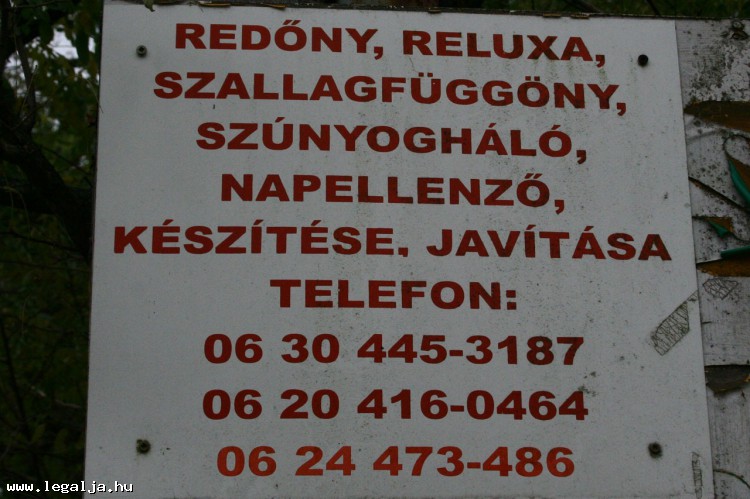 REDŐNY, RELUXA,
SZALLAGFÜGGÖNY,
SZÚNYOGHÁLÓ,
NAPELLENZŐ,
KÉSZÍTÉSE, JAVÍTÁSA
TELEFON:
06 30 445-3187
06 20 416-0464
06 24 473-486
www.legalja.hu